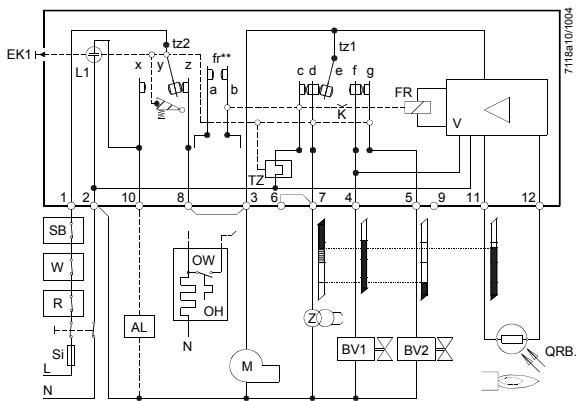 7118a10/1004
EK1
L1
tz2
fr**
tz1
x y z
a b
c d e f g
K
FR
V
TZ
1 2 10 8 3 6 7 4 5 9 11 12
SB
W
R
Si
L
N
AL
OW
OH
N
M
Z
BV1
BV2
QRB.